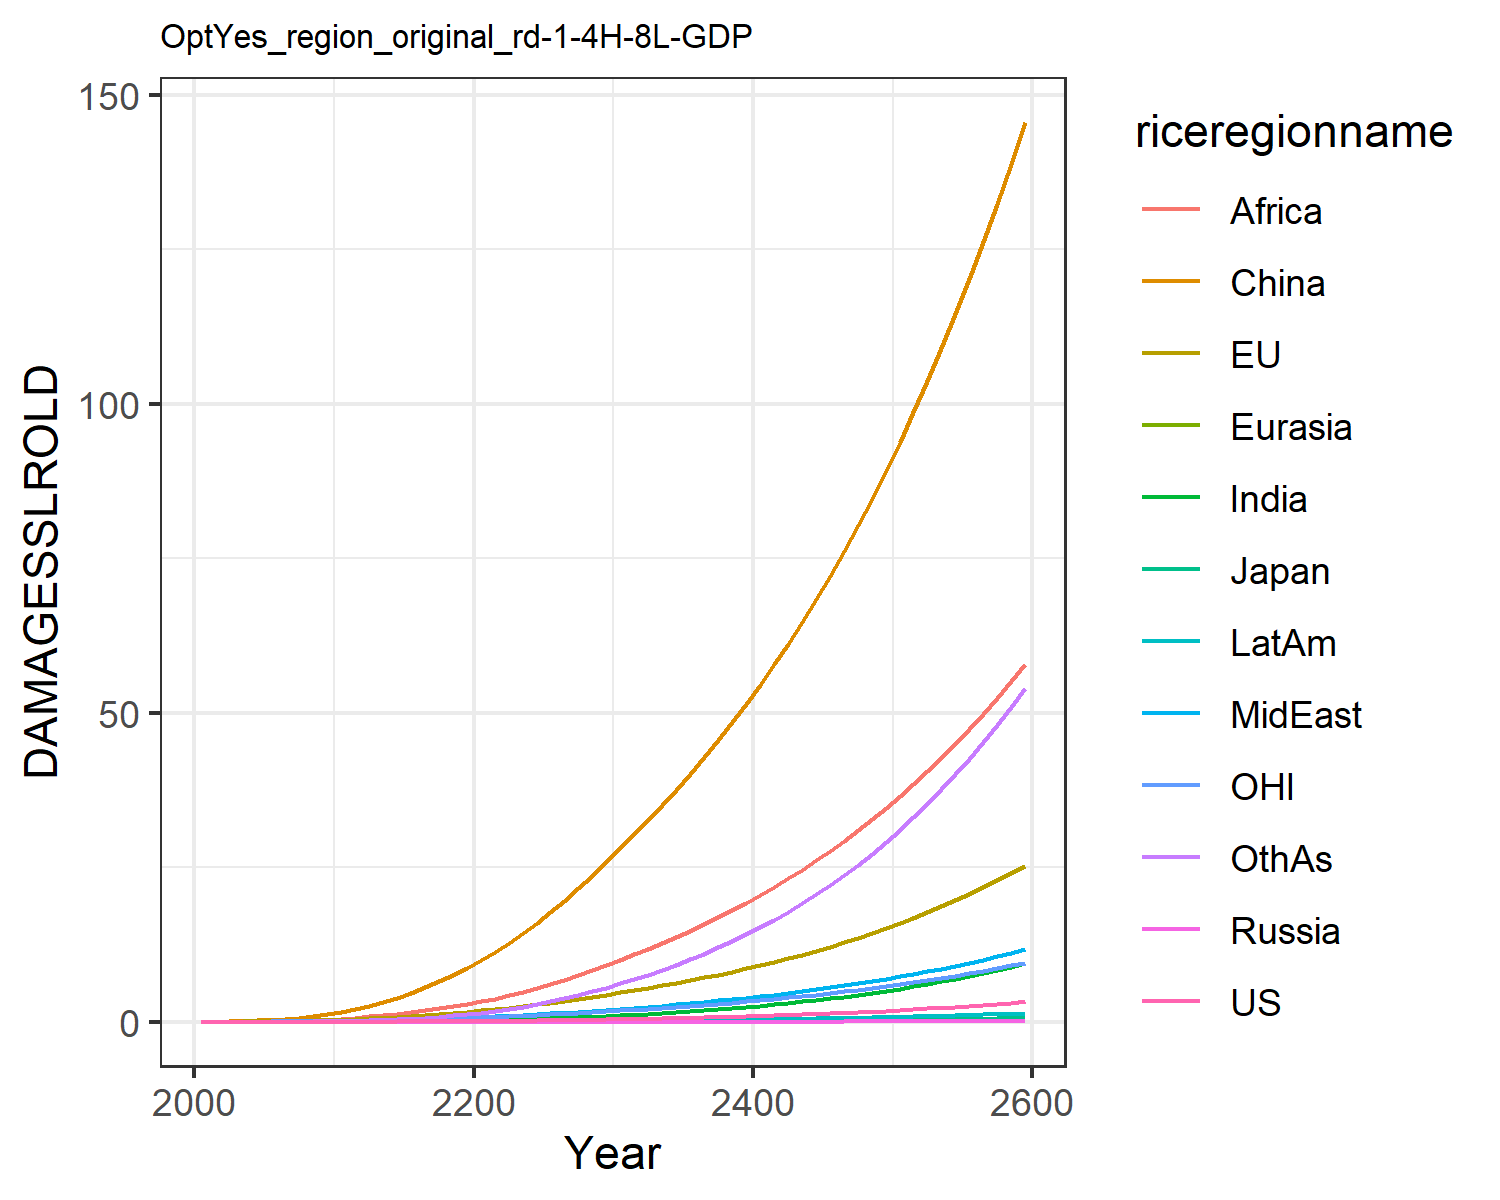 OptYes_region_original_rd-1-4H-8L-GDP
150
100
50
0
DAMAGESSLROLD
2000
2200
2400
2600
Year
riceregionname
Africa
China
EU
Eurasia
India
Japan
LatAm
MidEast
OHI
OthAs
Russia
US